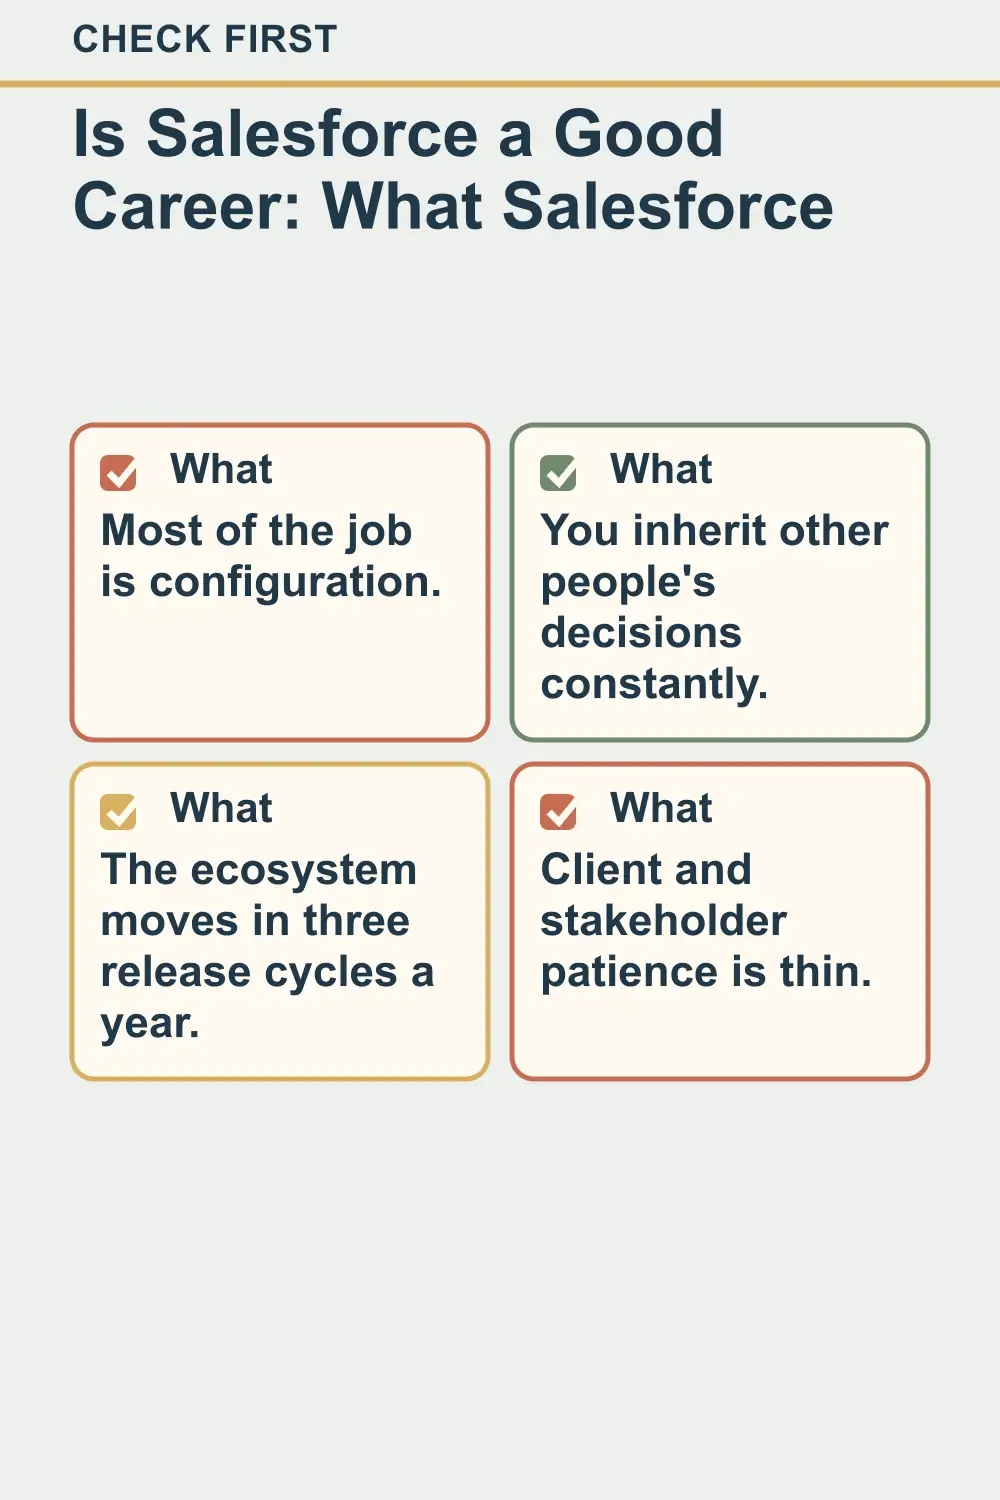 CHECK FIRST
Is Salesforce a Good
Career: What Salesforce
What
Most of the job
is configuration.
What
You inherit other
people's
decisions
constantly.
What
The ecosystem
moves in three
release cycles a
year.
What
Client and
stakeholder
patience is thin.